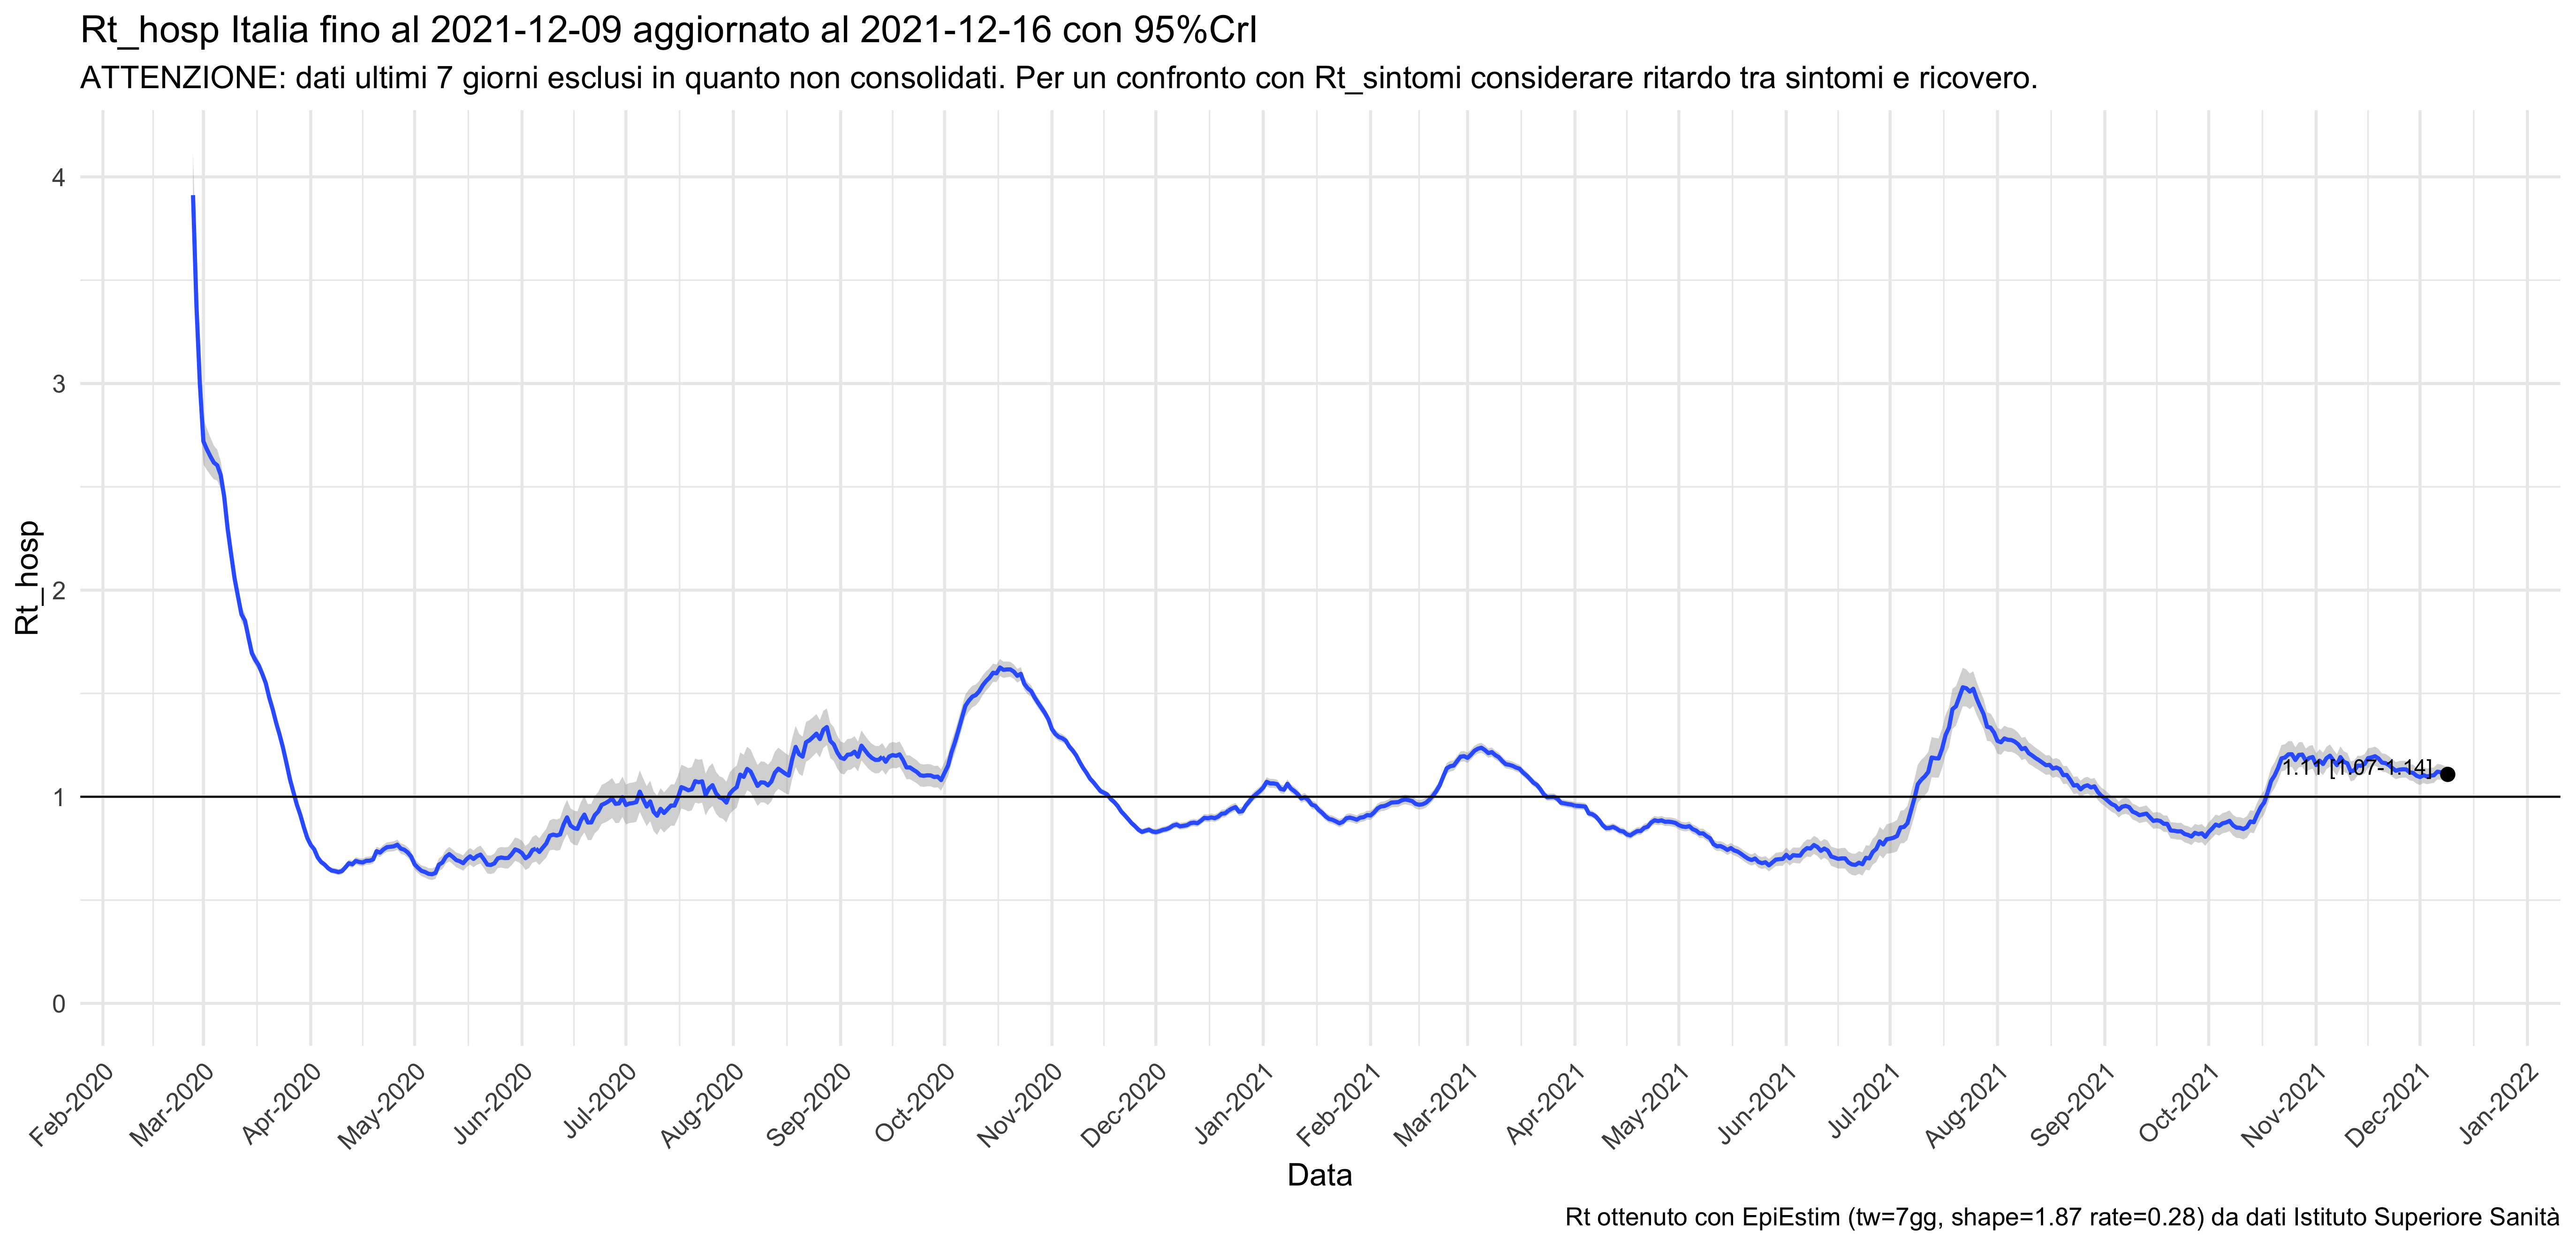 Rt_hosp Italia fino al 2021-12-09 aggiornato al 2021-12-16 con 95%CrI
ATTENZIONE: dati ultimi 7 giorni esclusi in quanto non consolidati. Per un confronto con Rt_sintomi considerare ritardo tra sintomi e ricovero.
Rt_hosp
4
3
2
1
0
1.11 [1.07-1.14]
Feb-2020
Mar-2020
Apr-2020
May-2020
Jun-2020
Jul-2020
Aug-2020
Sep-2020
Oct-2020
Nov-2020
Dec-2020
Jan-2021
Feb-2021
Mar-2021
Apr-2021
May-2021
Jun-2021
Jul-2021
Aug-2021
Sep-2021
Oct-2021
Nov-2021
Dec-2021
Jan-2022
Data
Rt ottenuto con EpiEstim (tw=7gg, shape=1.87 rate=0.28) da dati Istituto Superiore Sanità